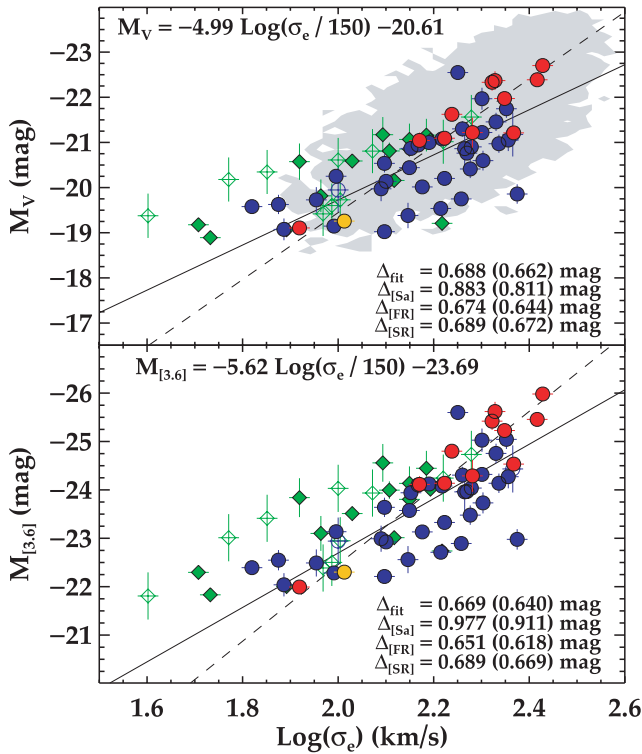 M_V = −4.99 Log(σ_e / 150) −20.61
-23
-22
-21
-20
-19
-18
-17
M_V (mag)
Δ_fit = 0.688 (0.662) mag
Δ_[Sa] = 0.883 (0.811) mag
Δ_[FR] = 0.674 (0.644) mag
Δ_[SR] = 0.689 (0.672) mag
M_[3.6] = −5.62 Log(σ_e / 150) −23.69
-26
-25
-24
-23
-22
-21
M_[3.6] (mag)
Δ_fit = 0.669 (0.640) mag
Δ_[Sa] = 0.977 (0.911) mag
Δ_[FR] = 0.651 (0.618) mag
Δ_[SR] = 0.689 (0.669) mag
1.6 1.8 2.0 2.2 2.4 2.6
Log(σ_e) (km/s)